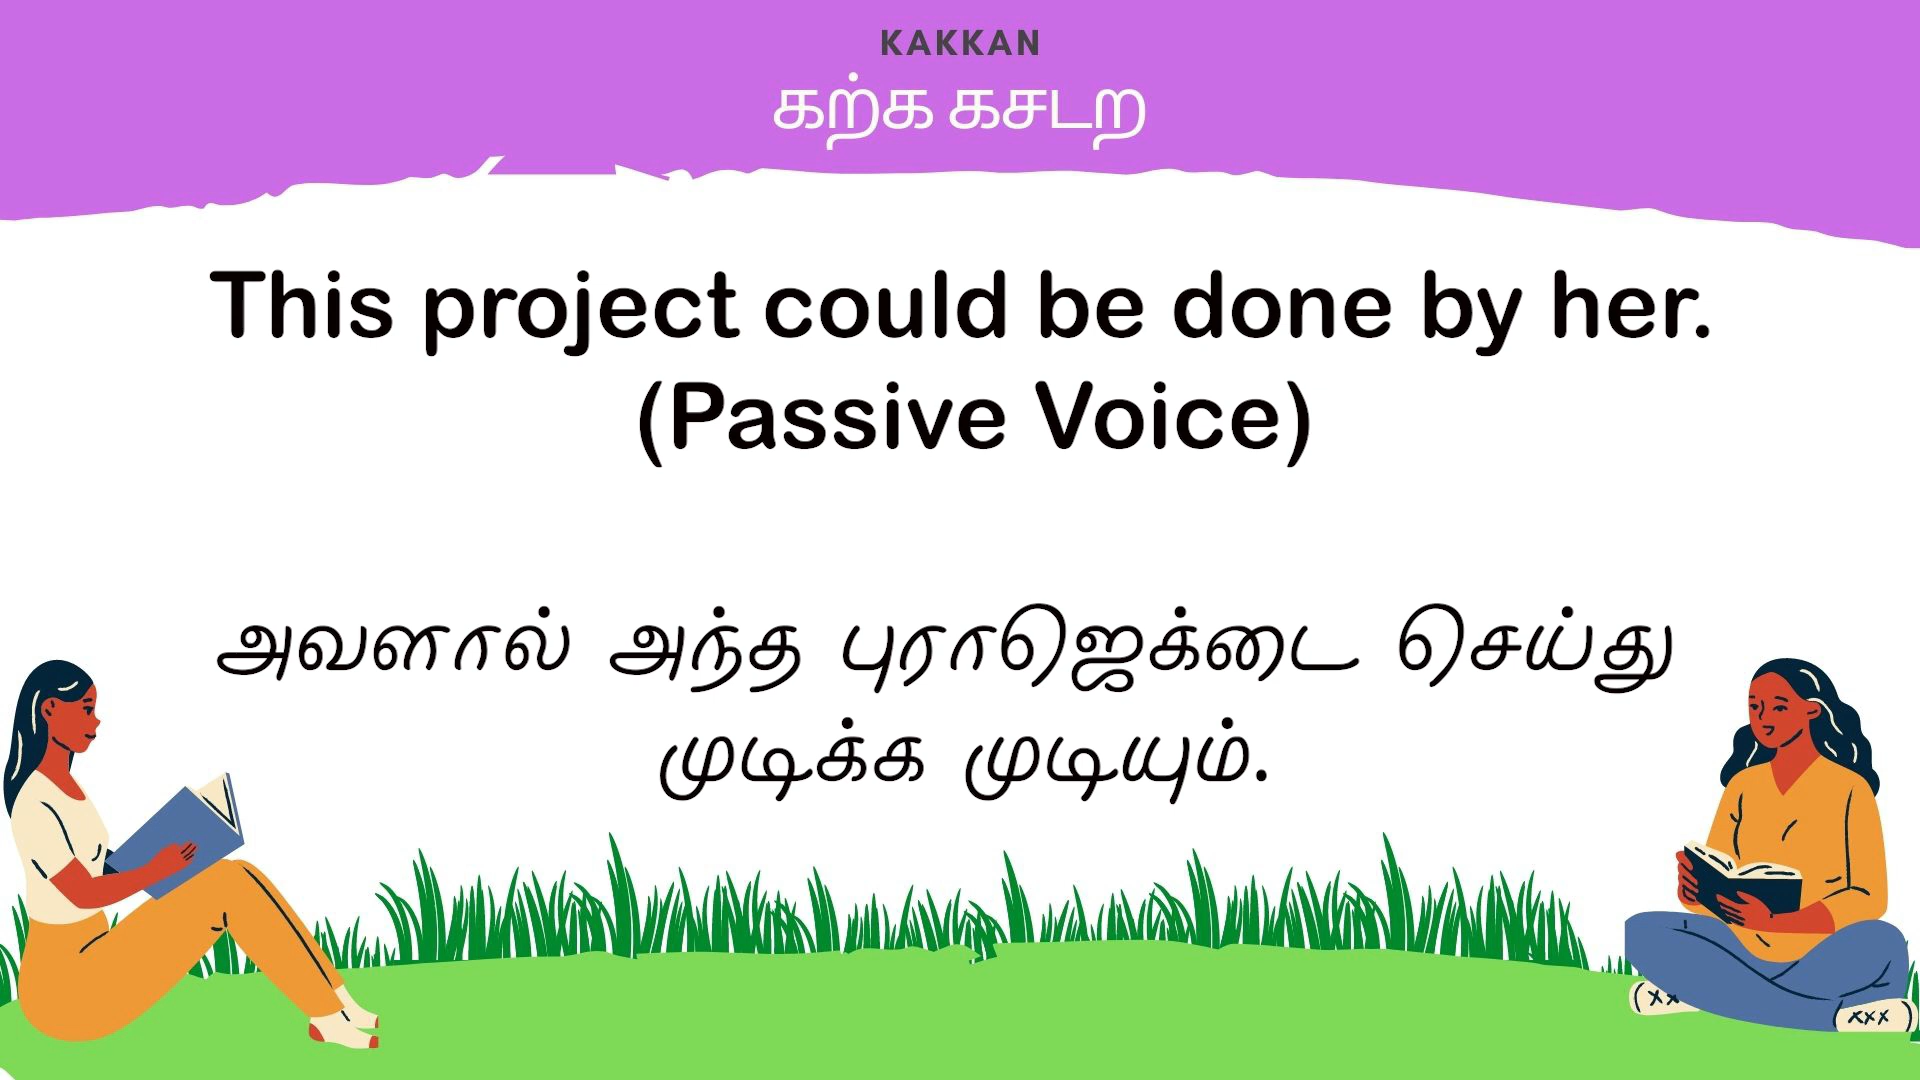 KAKKAN
கற்க கசடற
This project could be done by her.
(Passive Voice)
அவளால் அந்த புராஜெக்டை செய்து
முடிக்க முடியும்.